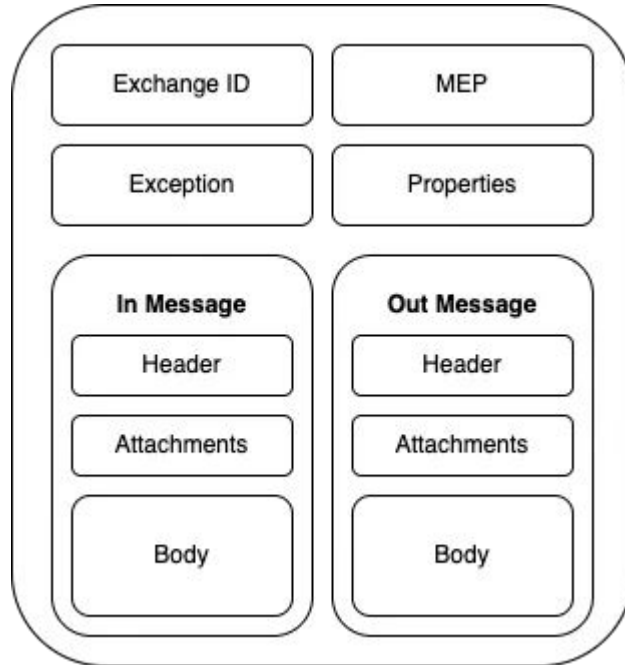 Exchange ID
MEP
Exception
Properties
In Message
Header
Attachments
Body
Out Message
Header
Attachments
Body